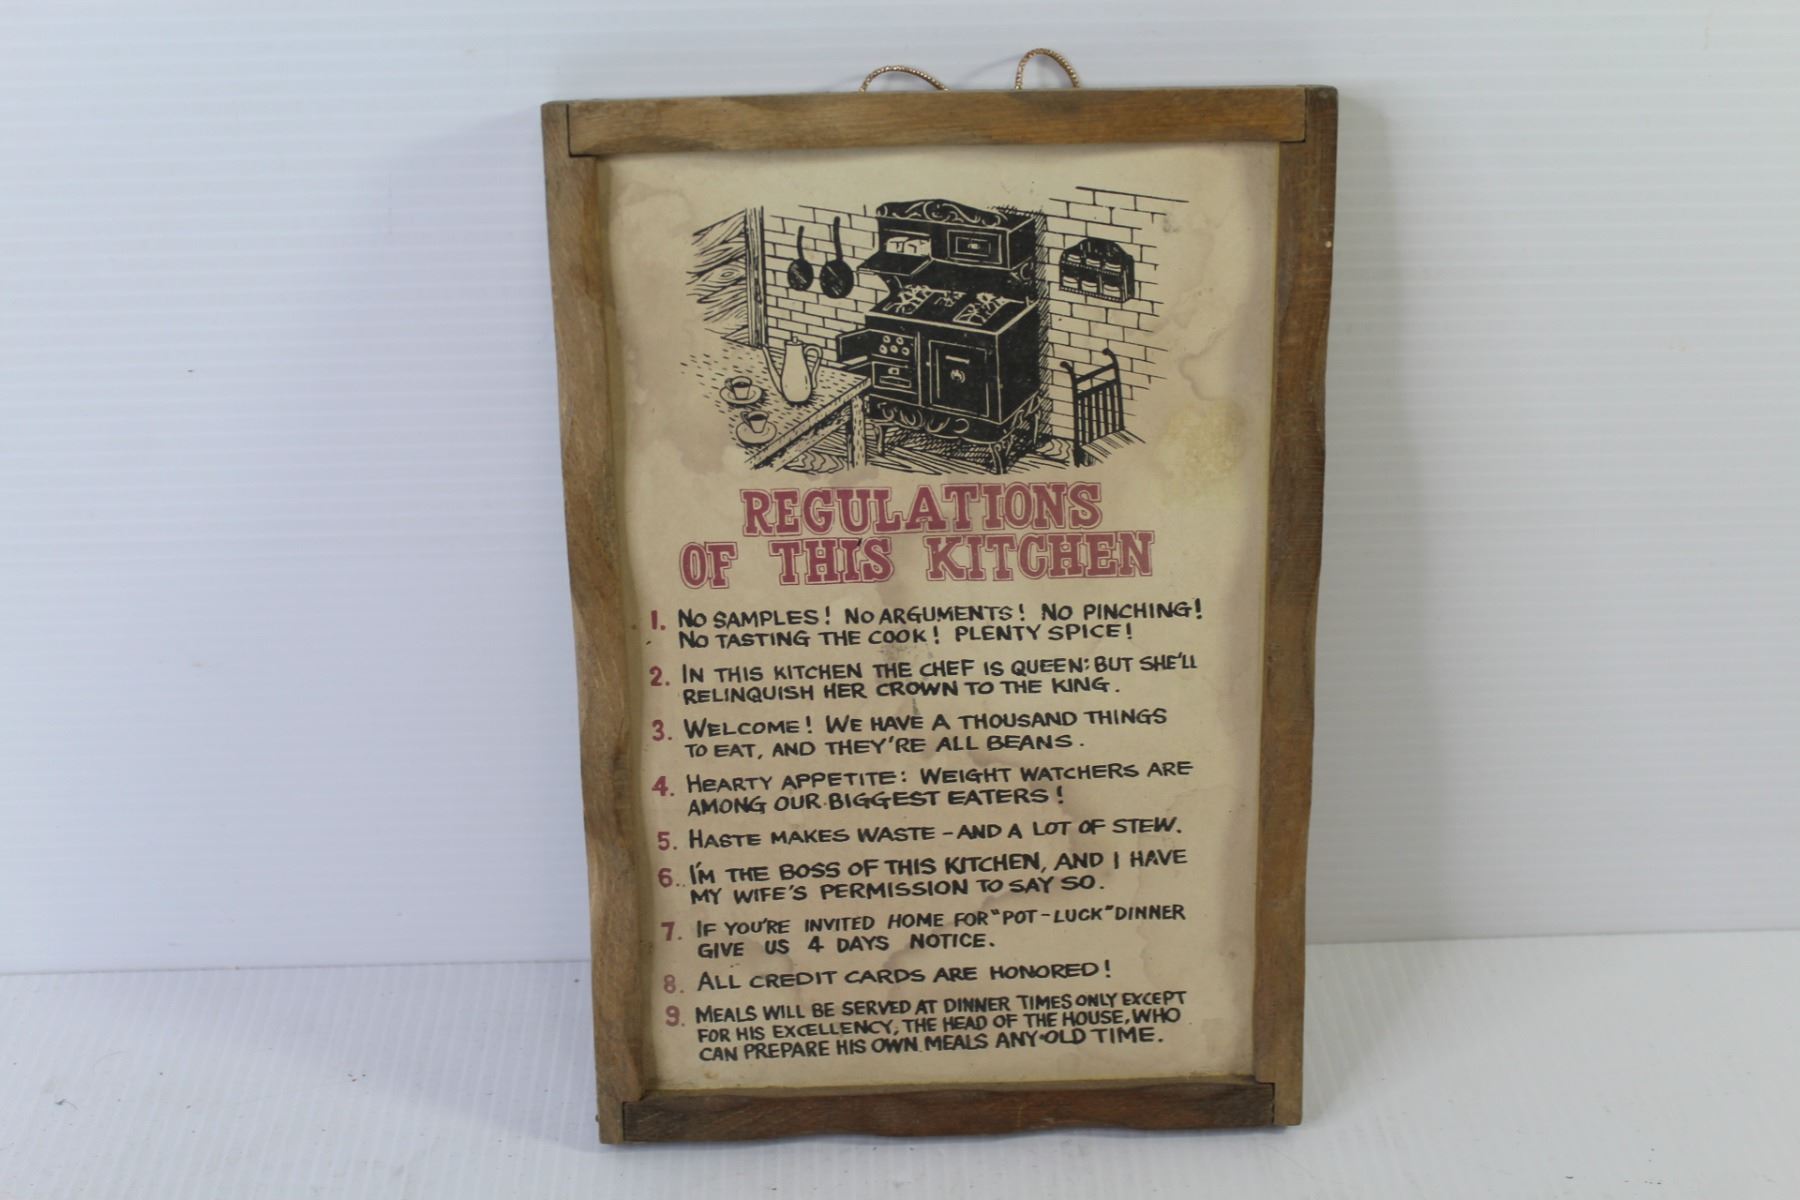 REGULATIONS
OF THIS KITCHEN
1. NO SAMPLES! NO ARGUMENTS! NO PINCHING!
NO TASTING THE COOK! PLENTY SPICE!
2. IN THIS KITCHEN THE CHEF IS QUEEN: BUT SHE'LL
RELINQUISH HER CROWN TO THE KING.
3. WELCOME! WE HAVE A THOUSAND THINGS
TO EAT, AND THEY'RE ALL BEANS.
4. HEARTY APPETITE: WEIGHT WATCHERS ARE
AMONG OUR BIGGEST EATERS!
5. HASTE MAKES WASTE - AND A LOT OF STEW.
6. I'M THE BOSS OF THIS KITCHEN, AND I HAVE
MY WIFE'S PERMISSION TO SAY SO.
7. IF YOU'RE INVITED HOME FOR "POT-LUCK" DINNER
GIVE US 4 DAYS NOTICE.
8. ALL CREDIT CARDS ARE HONORED!
9. MEALS WILL BE SERVED AT DINNER TIMES ONLY EXCEPT
FOR HIS EXCELLENCY, THE HEAD OF THE HOUSE, WHO
CAN PREPARE HIS OWN MEALS ANY-OLD TIME.